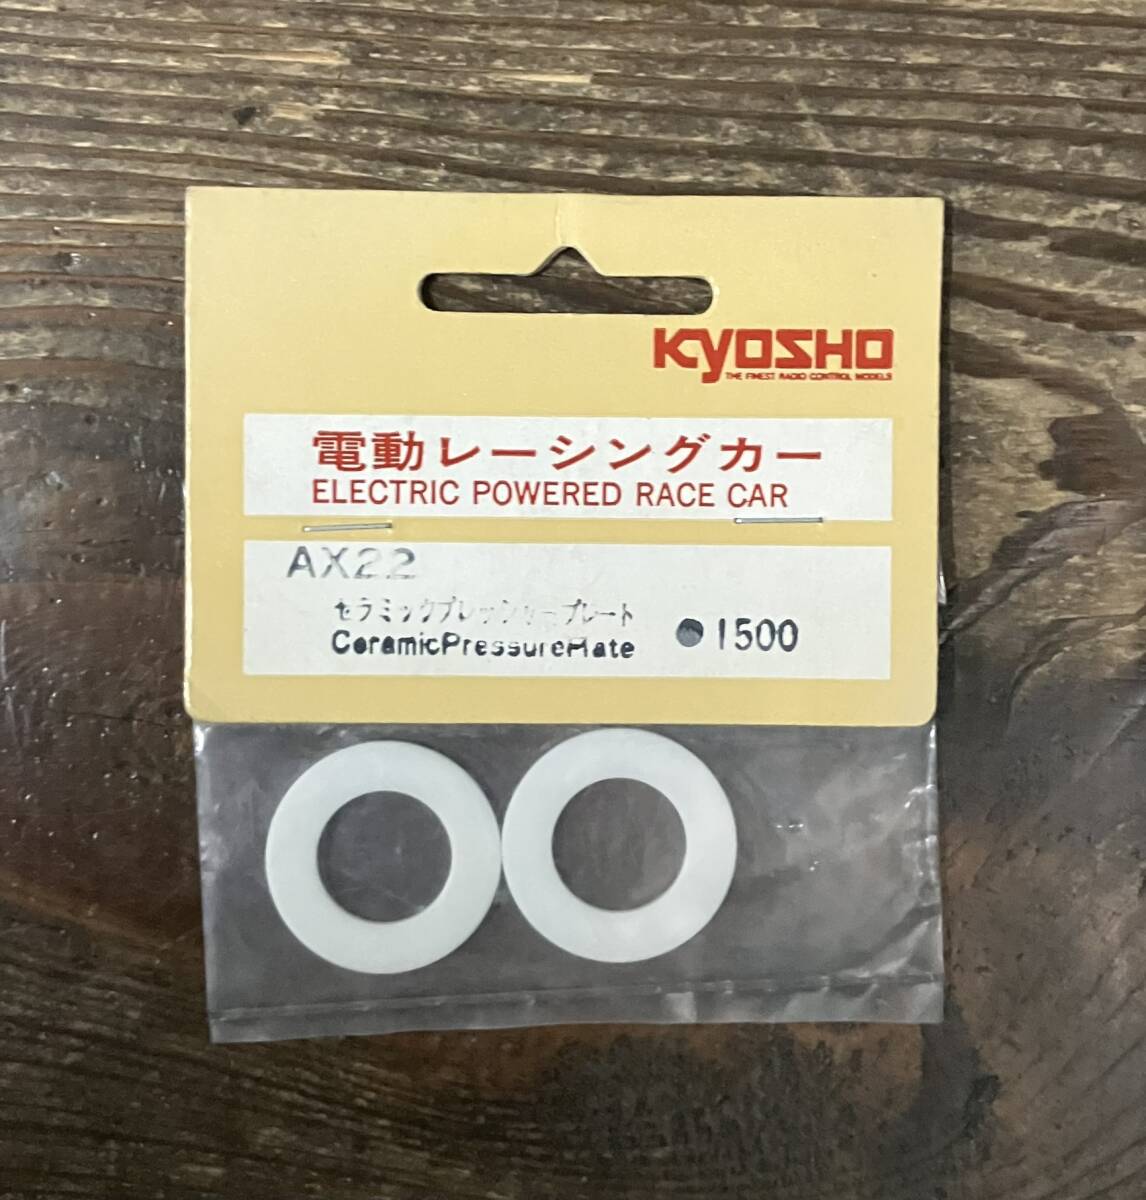 KYOSHO
THE FINEST RADIO CONTROL MODELS
電動レーシングカー
ELECTRIC POWERED RACE CAR
AX22
セラミックプレッシャープレート
CeramicPressurePlate
●1500